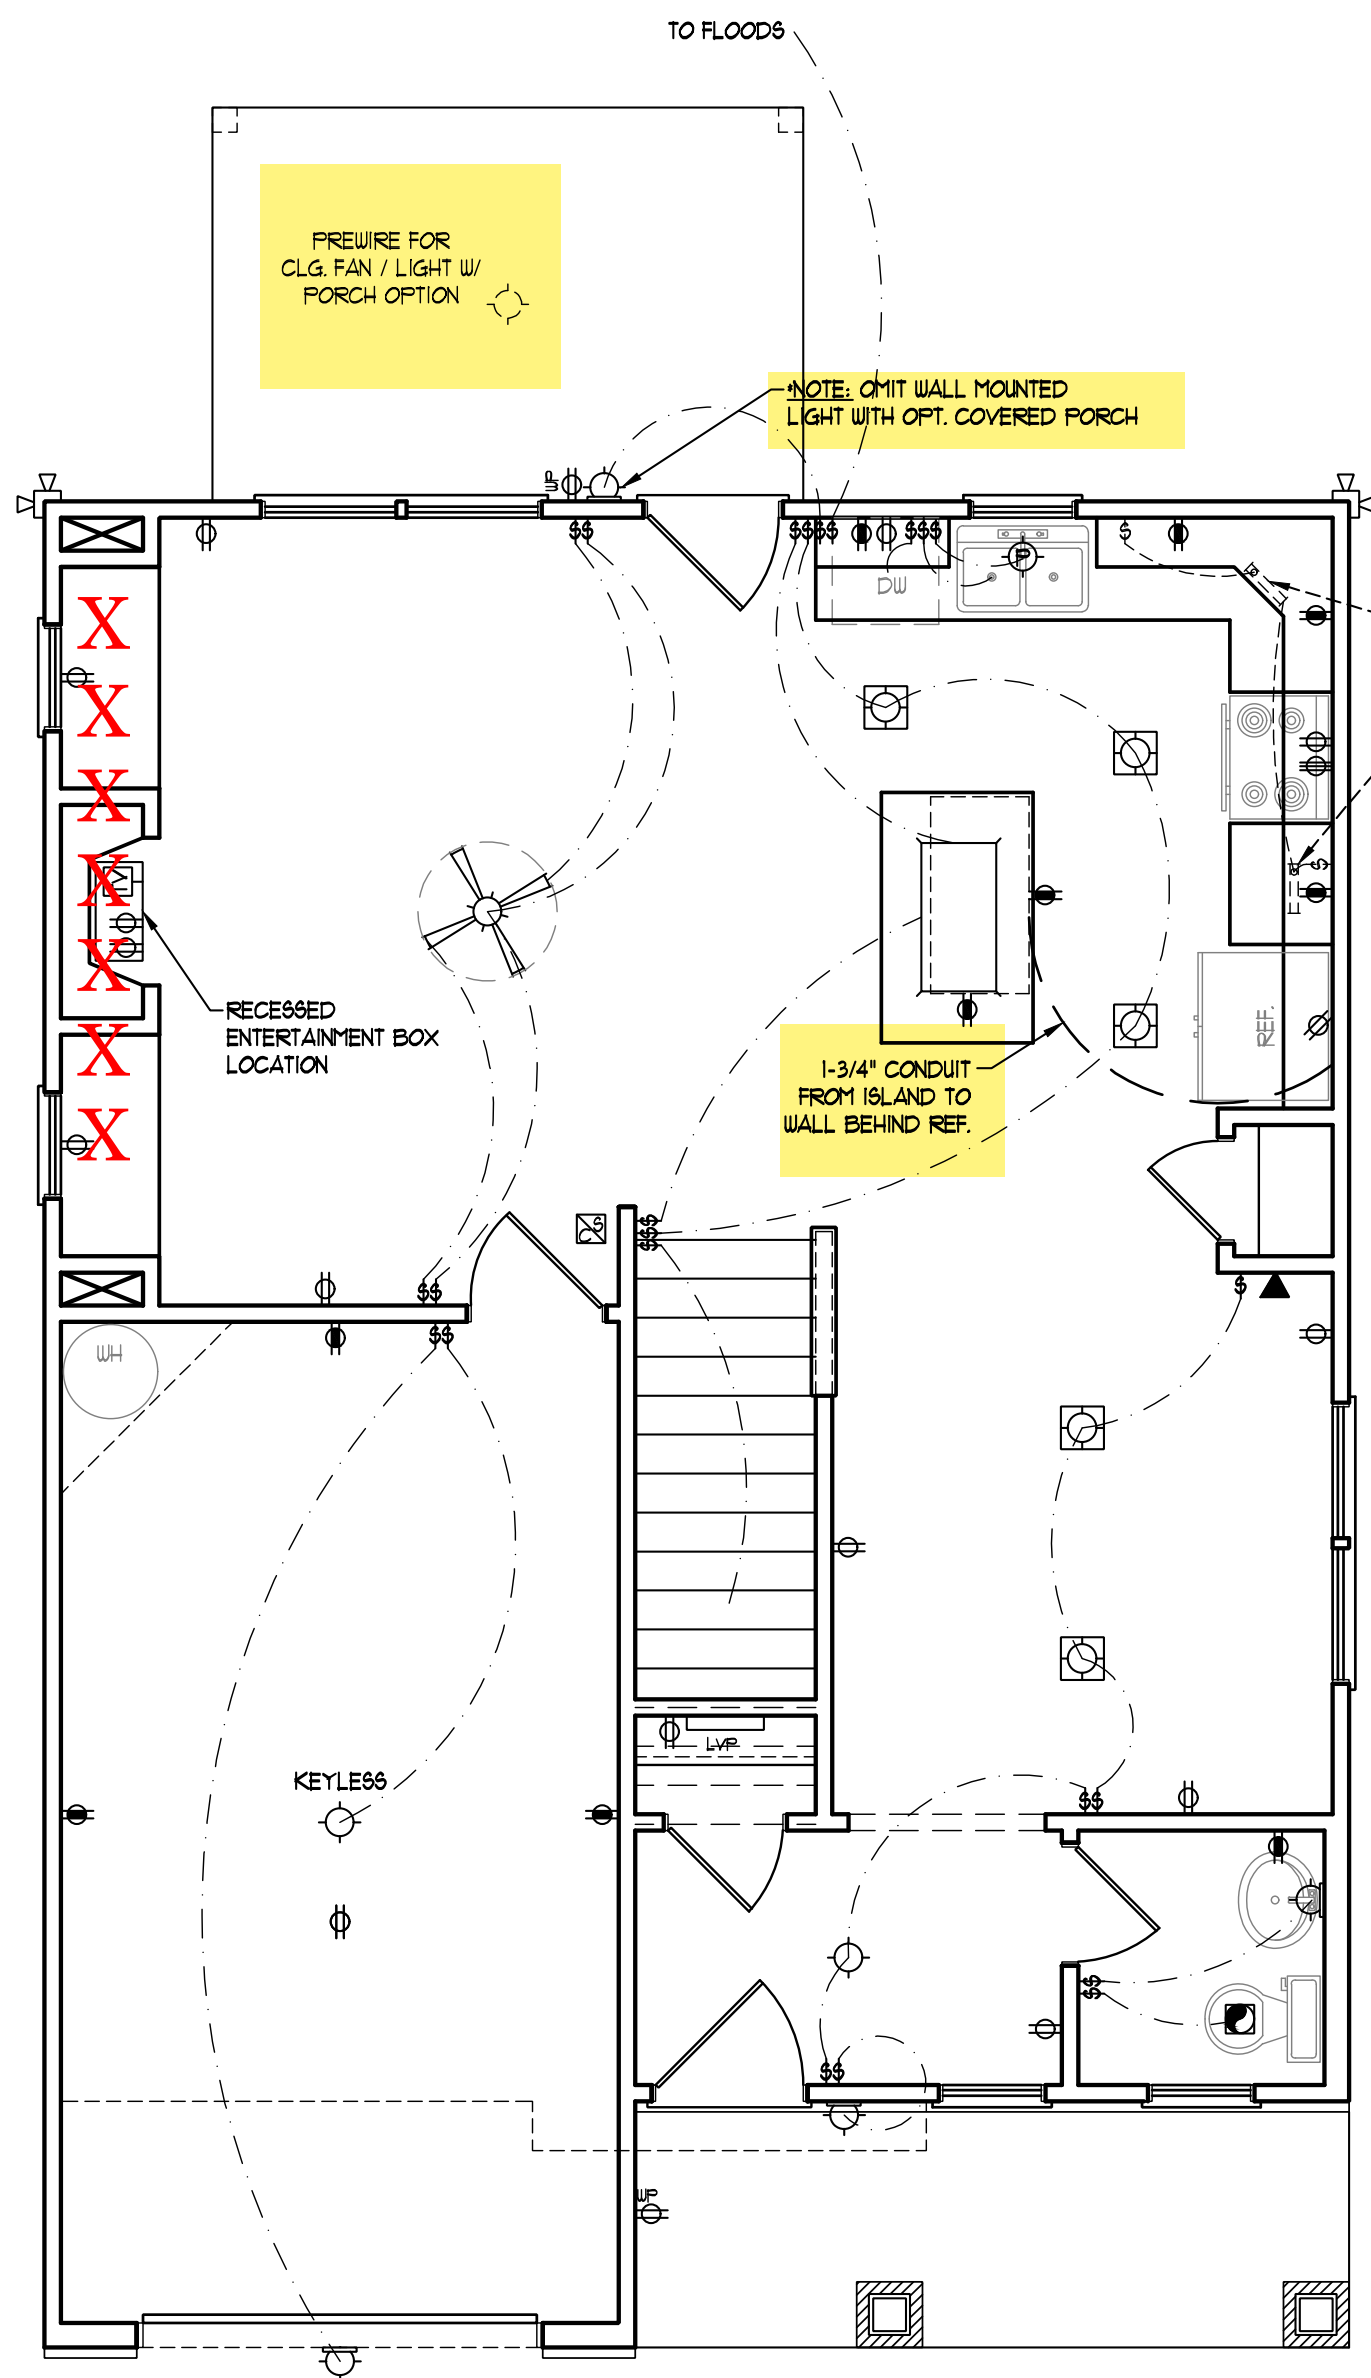 TO FLOODS
PREWIRE FOR
CLG. FAN / LIGHT W/
PORCH OPTION
*NOTE: OMIT WALL MOUNTED
LIGHT WITH OPT. COVERED PORCH
WP
$$
$$$$
$$$
$
DW
X
X
X
X
X
X
X
TV
$
RECESSED
ENTERTAINMENT BOX
LOCATION
REF.
1-3/4" CONDUIT
FROM ISLAND TO
WALL BEHIND REF.
CS
$$$
$$
$
$$
WH
LVP
KEYLESS
$$
$$
$$
WP